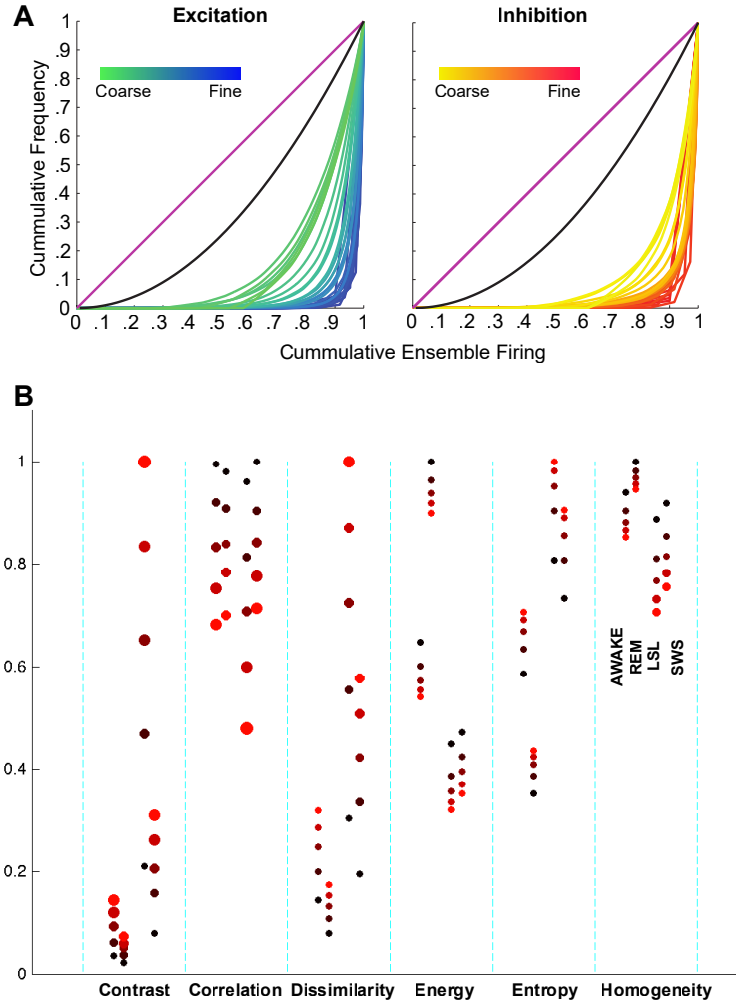 A
Excitation
Inhibition
1
.9
.8
.7
.6
.5
.4
.3
.2
.1
0
Cummulative Frequency
Coarse Fine
Coarse Fine
0 .1 .2 .3 .4 .5 .6 .7 .8 .9 1
0 .1 .2 .3 .4 .5 .6 .7 .8 .9 1
Cummulative Ensemble Firing
B
1
0.8
0.6
0.4
0.2
0
AWAKE
REM
LSL
SWS
Contrast Correlation Dissimilarity Energy Entropy Homogeneity